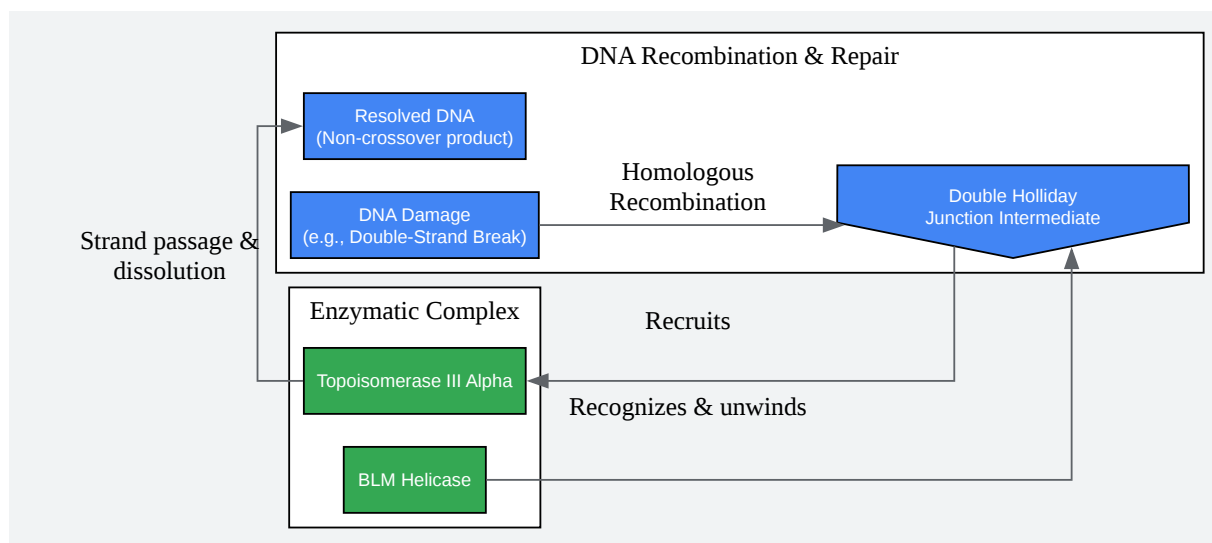 DNA Recombination & Repair
Resolved DNA
(Non-crossover product)
Homologous
Recombination
Double Holliday
Junction Intermediate
DNA Damage
(e.g., Double-Strand Break)
Strand passage &
dissolution
Enzymatic Complex
Recruits
Topoisomerase III Alpha
Recognizes & unwinds
BLM Helicase